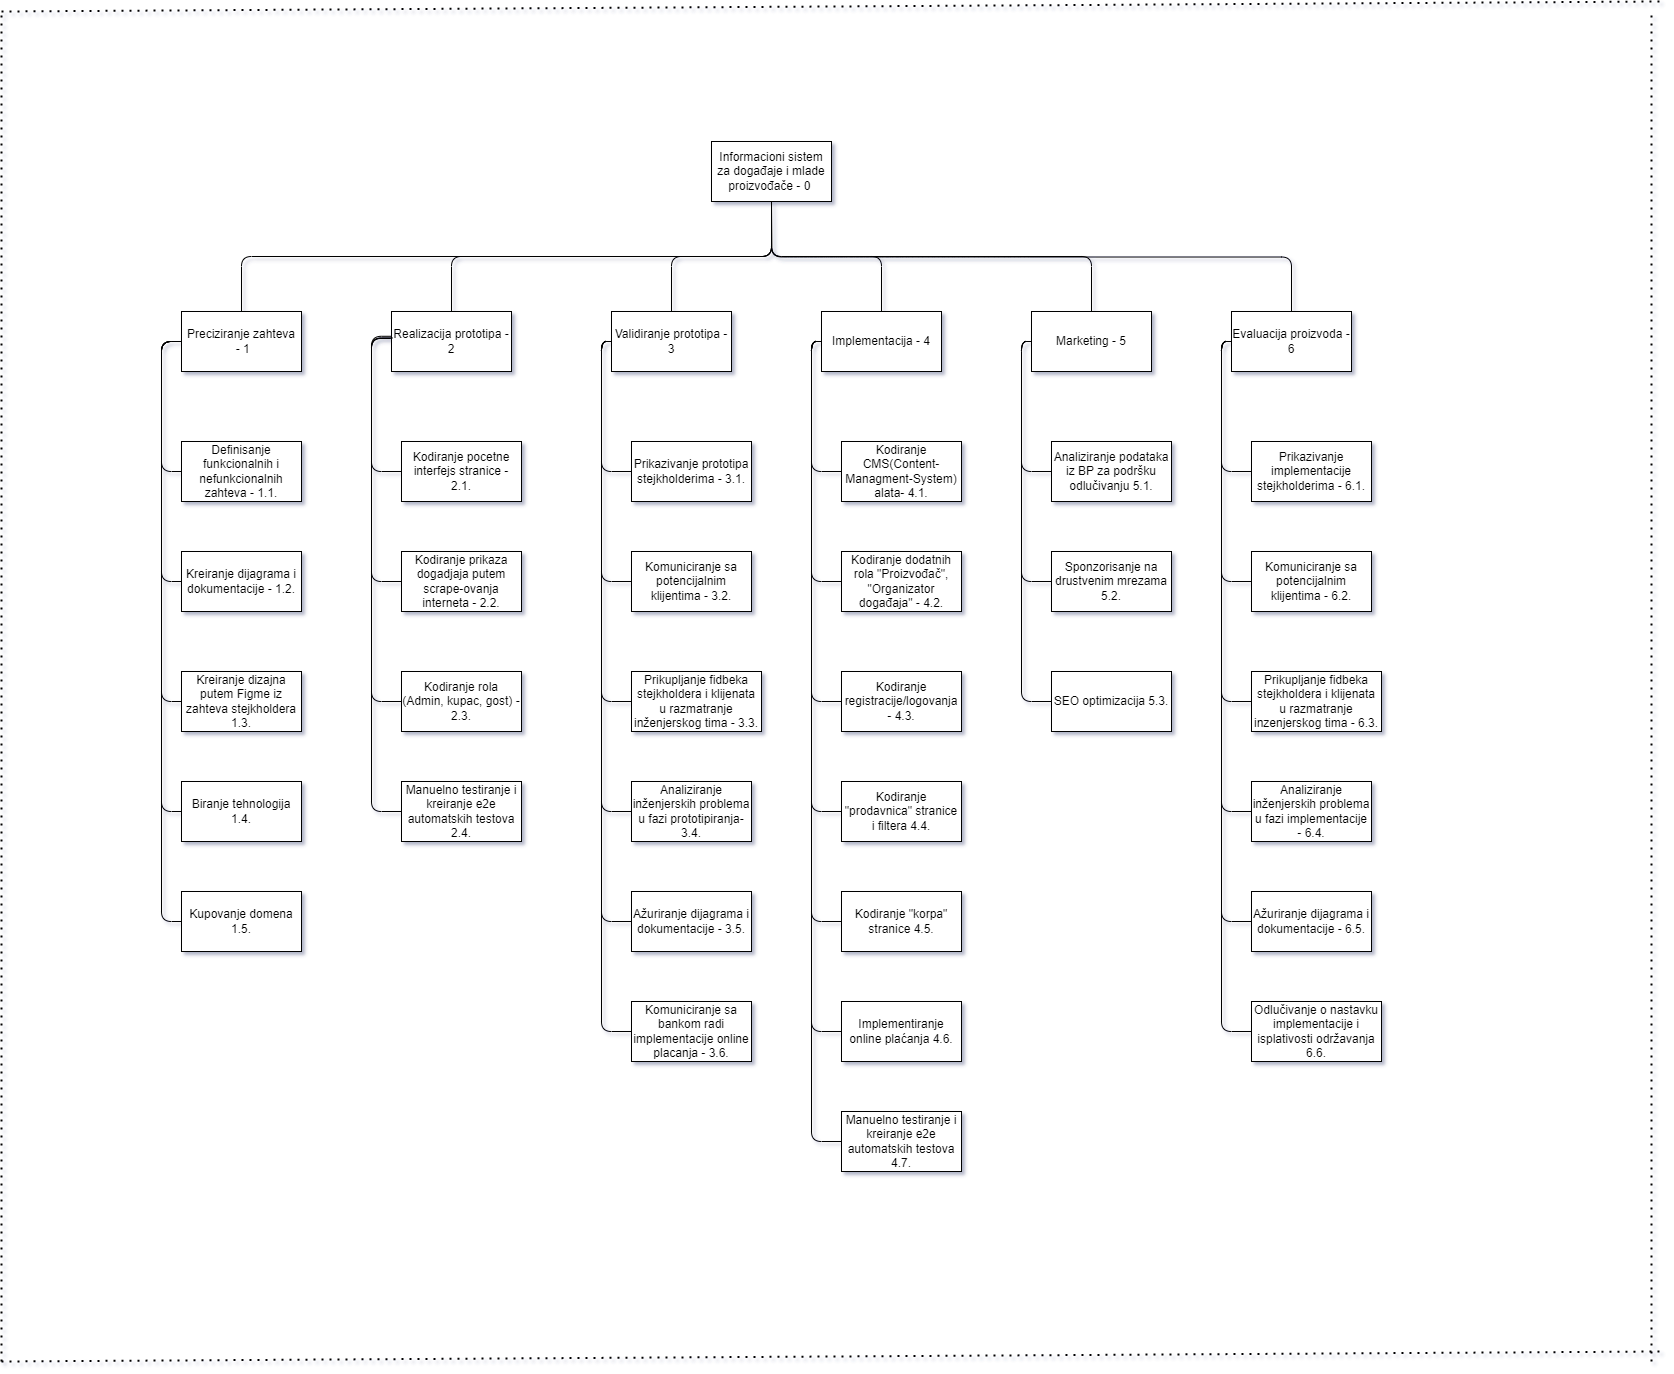 Informacioni sistem
za događaje i mlade
proizvođače - 0
Preciziranje zahteva
- 1
Realizacija prototipa -
2
Validiranje prototipa -
3
Implementacija - 4
Marketing - 5
Evaluacija proizvoda -
6
Definisanje
funkcionalnih i
nefunkcionalnih
zahteva - 1.1.
Kreiranje dijagrama i
dokumentacije - 1.2.
Kreiranje dizajna
putem Figme iz
zahteva stejkholdera
1.3.
Biranje tehnologija
1.4.
Kupovanje domena
1.5.
Kodiranje pocetne
interfejs stranice -
2.1.
Kodiranje prikaza
dogadjaja putem
scrape-ovanja
interneta - 2.2.
Kodiranje rola
(Admin, kupac, gost) -
2.3.
Manuelno testiranje i
kreiranje e2e
automatskih testova
2.4.
Prikazivanje prototipa
stejkholderima - 3.1.
Komuniciranje sa
potencijalnim
klijentima - 3.2.
Prikupljanje fidbeka
stejkholdera i klijenata
u razmatranje
inženjerskog tima - 3.3.
Analiziranje
inženjerskih problema
u fazi prototipiranja-
3.4.
Ažuriranje dijagrama i
dokumentacije - 3.5.
Komuniciranje sa
bankom radi
implementacije online
placanja - 3.6.
Kodiranje
CMS(Content-
Managment-System)
alata- 4.1.
Kodiranje dodatnih
rola "Proizvođač",
"Organizator
događaja" - 4.2.
Kodiranje
registracije/logovanja
- 4.3.
Kodiranje
"prodavnica" stranice
i filtera 4.4.
Kodiranje "korpa"
stranice 4.5.
Implementiranje
online plaćanja 4.6.
Manuelno testiranje i
kreiranje e2e
automatskih testova
4.7.
Analiziranje podataka
iz BP za podršku
odlučivanju 5.1.
Sponzorisanje na
drustvenim mrezama
5.2.
SEO optimizacija 5.3.
Prikazivanje
implementacije
stejkholderima - 6.1.
Komuniciranje sa
potencijalnim
klijentima - 6.2.
Prikupljanje fidbeka
stejkholdera i klijenata
u razmatranje
inzenjerskog tima - 6.3.
Analiziranje
inženjerskih problema
u fazi implementacije
- 6.4.
Ažuriranje dijagrama i
dokumentacije - 6.5.
Odlučivanje o nastavku
implementacije i
isplativosti održavanja
6.6.